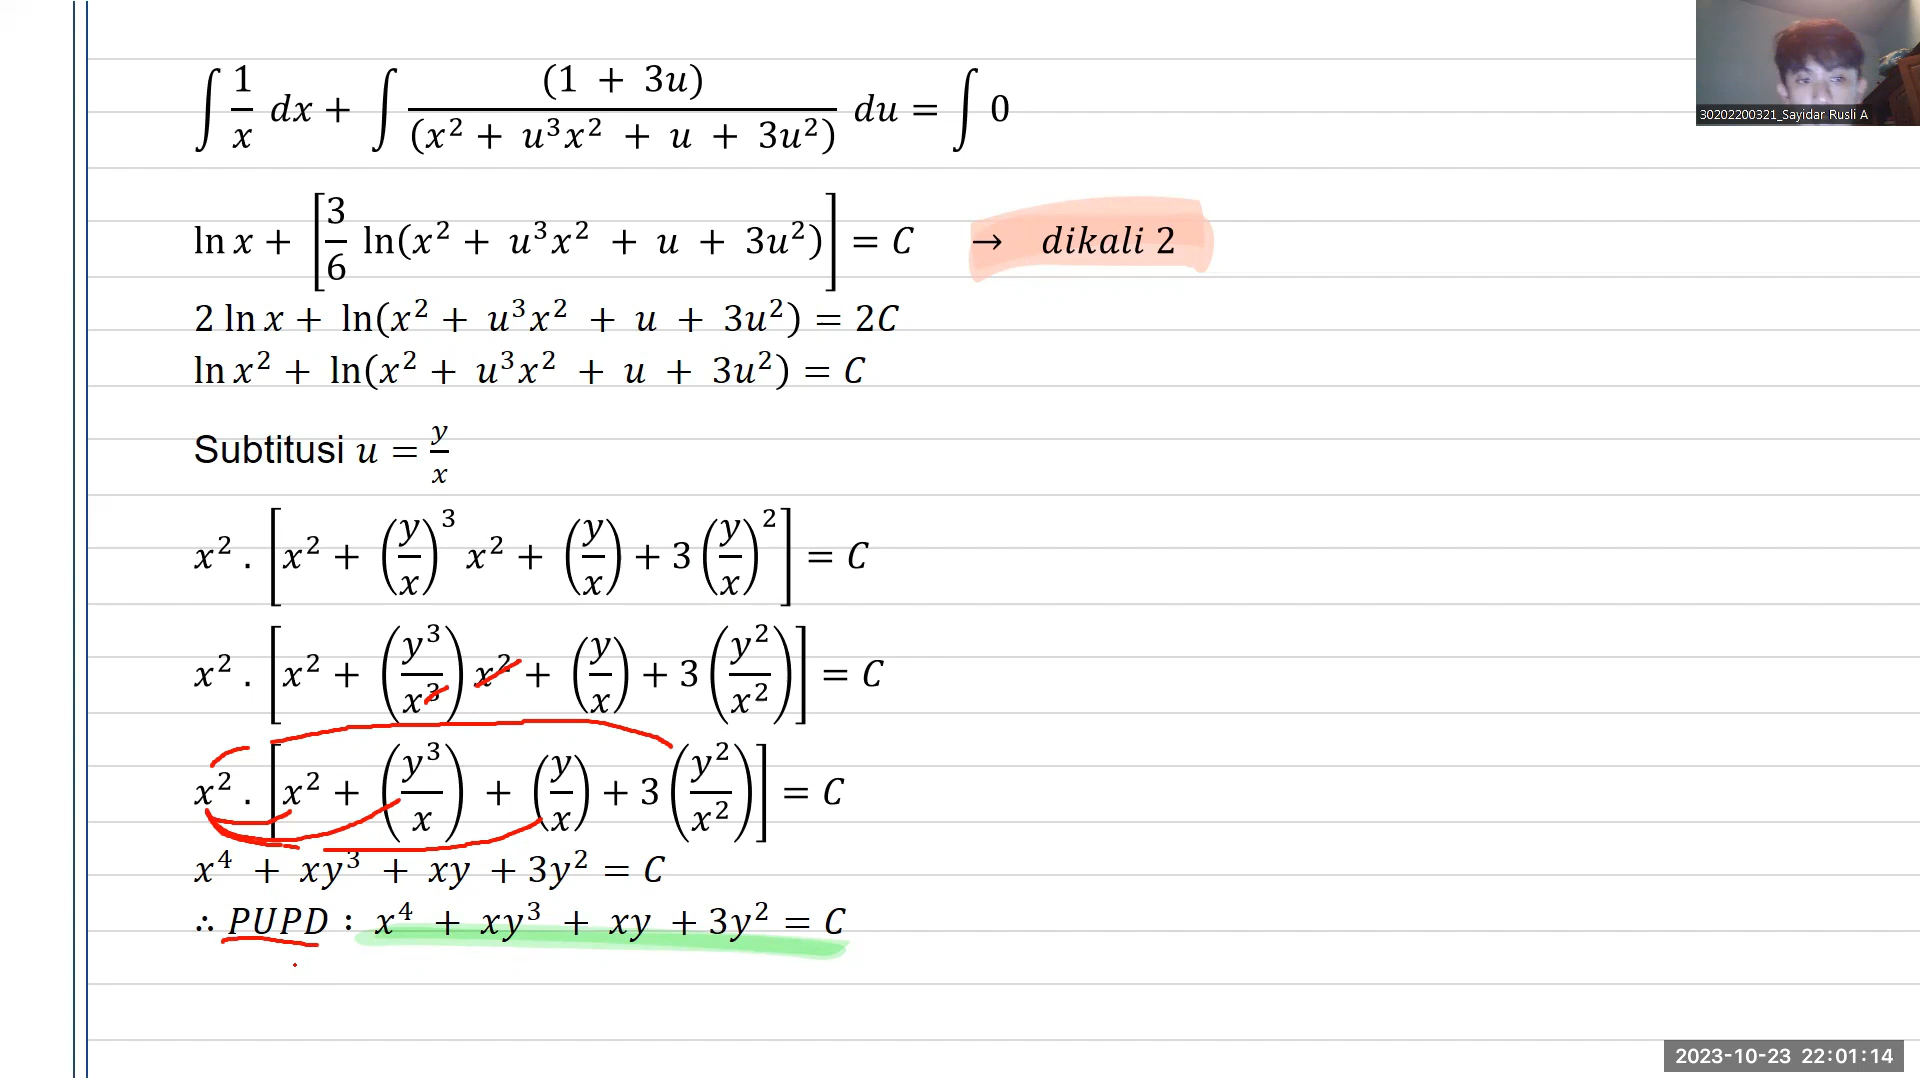 ∫ 1/x dx + ∫ (1 + 3u)/(x² + u³x² + u + 3u²) du = ∫ 0
30202200321_Sayidar Rusli A
ln x + [3/6 ln(x² + u³x² + u + 3u²)] = C → dikali 2
2 ln x + ln(x² + u³x² + u + 3u²) = 2C
ln x² + ln(x² + u³x² + u + 3u²) = C
Subtitusi u = y/x
x² . [x² + (y/x)³ x² + (y/x) + 3 (y/x)²] = C
x² . [x² + (y³/x³) x² + (y/x) + 3 (y²/x²)] = C
x² . [x² + (y³/x) + (y/x) + 3 (y²/x²)] = C
x⁴ + xy³ + xy + 3y² = C
∴ PUPD : x⁴ + xy³ + xy + 3y² = C
2023-10-23 22:01:14